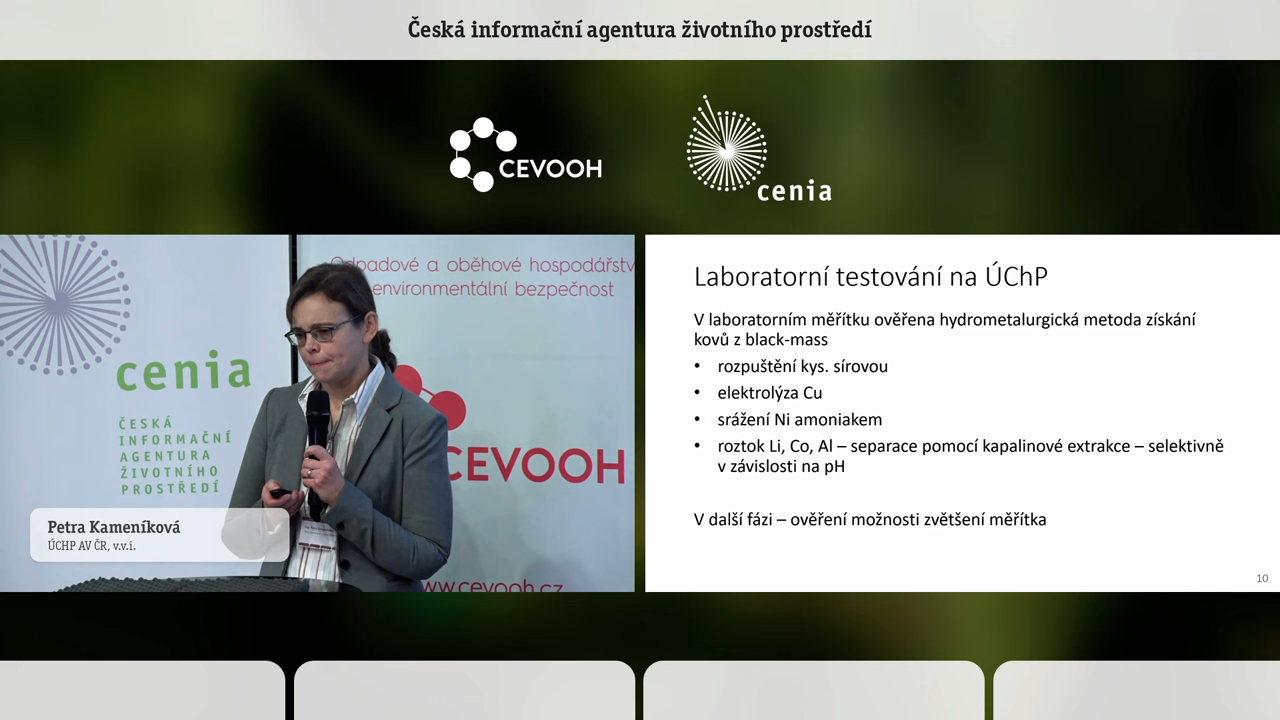 Česká informační agentura životního prostředí
CEVOOH
cenia
Odpadové a oběhové hospodářstv
environmentální bezpečnost
cenia
ČESKÁ
INFORMAČNÍ
AGENTURA
ŽIVOTNÍHO
PROSTŘEDÍ
CEVOOH
www.cevooh.cz
Petra Kameníková
ÚCHP AV ČR, v.v.i.
Laboratorní testování na ÚChP
V laboratorním měřítku ověřena hydrometalurgická metoda získání
kovů z black-mass
• rozpuštění kys. sírovou
• elektrolýza Cu
• srážení Ni amoniakem
• roztok Li, Co, Al – separace pomocí kapalinové extrakce – selektivně
v závislosti na pH
V další fázi – ověření možnosti zvětšení měřítka
10